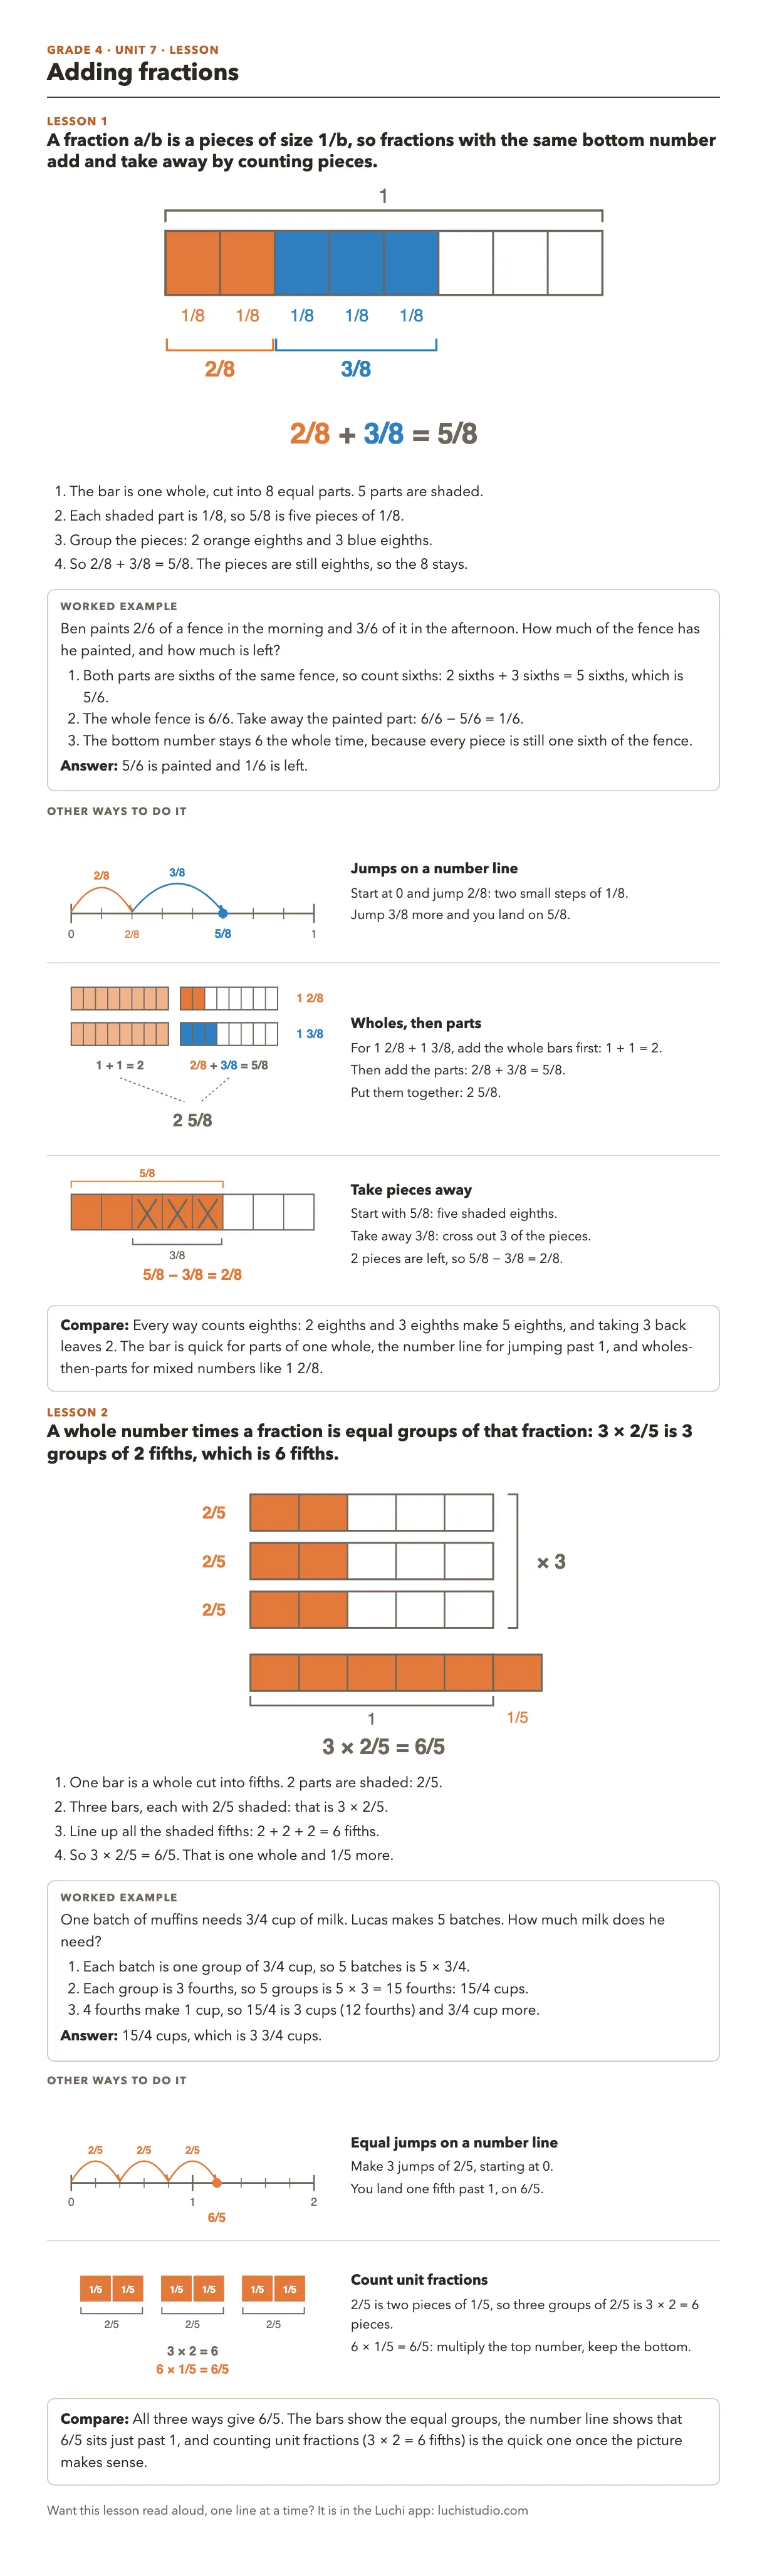 GRADE 4 · UNIT 7 · LESSON
Adding fractions
LESSON 1
A fraction a/b is a pieces of size 1/b, so fractions with the same bottom number
add and take away by counting pieces.
1
1/8 1/8 1/8 1/8 1/8
2/8 3/8
2/8 + 3/8 = 5/8
1. The bar is one whole, cut into 8 equal parts. 5 parts are shaded.
2. Each shaded part is 1/8, so 5/8 is five pieces of 1/8.
3. Group the pieces: 2 orange eighths and 3 blue eighths.
4. So 2/8 + 3/8 = 5/8. The pieces are still eighths, so the 8 stays.
WORKED EXAMPLE
Ben paints 2/6 of a fence in the morning and 3/6 of it in the afternoon. How much of the fence has
he painted, and how much is left?
1. Both parts are sixths of the same fence, so count sixths: 2 sixths + 3 sixths = 5 sixths, which is
5/6.
2. The whole fence is 6/6. Take away the painted part: 6/6 − 5/6 = 1/6.
3. The bottom number stays 6 the whole time, because every piece is still one sixth of the fence.
Answer: 5/6 is painted and 1/6 is left.
OTHER WAYS TO DO IT
2/8 3/8
0 2/8 5/8 1
Jumps on a number line
Start at 0 and jump 2/8: two small steps of 1/8.
Jump 3/8 more and you land on 5/8.
1 2/8
1 3/8
1 + 1 = 2 2/8 + 3/8 = 5/8
2 5/8
Wholes, then parts
For 1 2/8 + 1 3/8, add the whole bars first: 1 + 1 = 2.
Then add the parts: 2/8 + 3/8 = 5/8.
Put them together: 2 5/8.
5/8
3/8
5/8 − 3/8 = 2/8
Take pieces away
Start with 5/8: five shaded eighths.
Take away 3/8: cross out 3 of the pieces.
2 pieces are left, so 5/8 − 3/8 = 2/8.
Compare: Every way counts eighths: 2 eighths and 3 eighths make 5 eighths, and taking 3 back
leaves 2. The bar is quick for parts of one whole, the number line for jumping past 1, and wholes-
then-parts for mixed numbers like 1 2/8.
LESSON 2
A whole number times a fraction is equal groups of that fraction: 3 × 2/5 is 3
groups of 2 fifths, which is 6 fifths.
2/5
2/5
2/5
× 3
1 1/5
3 × 2/5 = 6/5
1. One bar is a whole cut into fifths. 2 parts are shaded: 2/5.
2. Three bars, each with 2/5 shaded: that is 3 × 2/5.
3. Line up all the shaded fifths: 2 + 2 + 2 = 6 fifths.
4. So 3 × 2/5 = 6/5. That is one whole and 1/5 more.
WORKED EXAMPLE
One batch of muffins needs 3/4 cup of milk. Lucas makes 5 batches. How much milk does he
need?
1. Each batch is one group of 3/4 cup, so 5 batches is 5 × 3/4.
2. Each group is 3 fourths, so 5 groups is 5 × 3 = 15 fourths: 15/4 cups.
3. 4 fourths make 1 cup, so 15/4 is 3 cups (12 fourths) and 3/4 cup more.
Answer: 15/4 cups, which is 3 3/4 cups.
OTHER WAYS TO DO IT
2/5 2/5 2/5
0 1 2
6/5
Equal jumps on a number line
Make 3 jumps of 2/5, starting at 0.
You land one fifth past 1, on 6/5.
1/5 1/5 1/5 1/5 1/5 1/5
2/5 2/5 2/5
3 × 2 = 6
6 × 1/5 = 6/5
Count unit fractions
2/5 is two pieces of 1/5, so three groups of 2/5 is 3 × 2 = 6
pieces.
6 × 1/5 = 6/5: multiply the top number, keep the bottom.
Compare: All three ways give 6/5. The bars show the equal groups, the number line shows that
6/5 sits just past 1, and counting unit fractions (3 × 2 = 6 fifths) is the quick one once the picture
makes sense.
Want this lesson read aloud, one line at a time? It is in the Luchi app: luchistudio.com